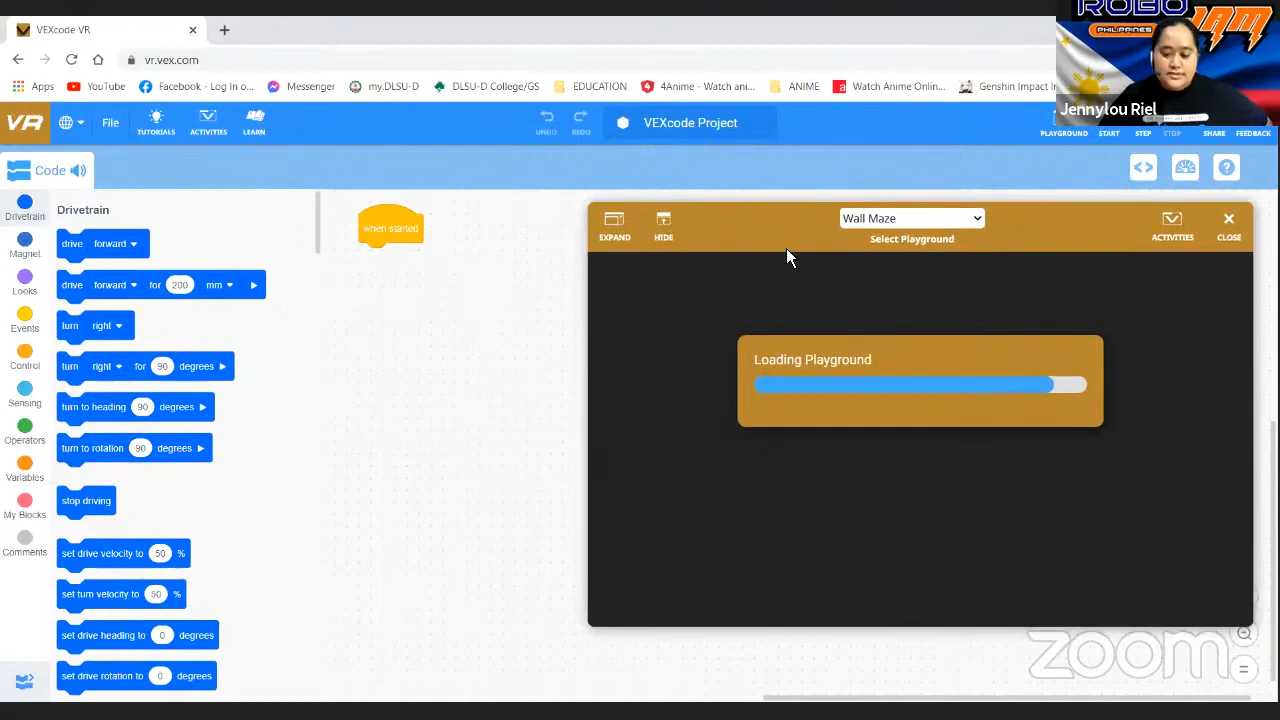 VEXcode VR
vr.vex.com
Apps YouTube Facebook - Log In o... Messenger my.DLSU-D College/GS EDUCATION 4Anime - Watch ani... ANIME Watch Anime Onlin... Genshin Impact In
ROBO
JAM
PHILIPPINES
Jennylou Riel
VR File TUTORIALS ACTIVITIES LEARN UNDO REDO VEXcode Project PLAYGROUND START STEP STOP SHARE FEEDBACK
Code
Drivetrain
Magnet
Looks
Events
Control
Sensing
Operators
Variables
My Blocks
Comments
Drivetrain
drive forward
drive forward for 200 mm
turn right
turn right for 90 degrees
turn to heading 90 degrees
turn to rotation 90 degrees
stop driving
set drive velocity to 50 %
set turn velocity to 50 %
set drive heading to 0 degrees
set drive rotation to 0 degrees
when started
EXPAND HIDE Wall Maze ACTIVITIES CLOSE
Select Playground
Loading Playground
zoom